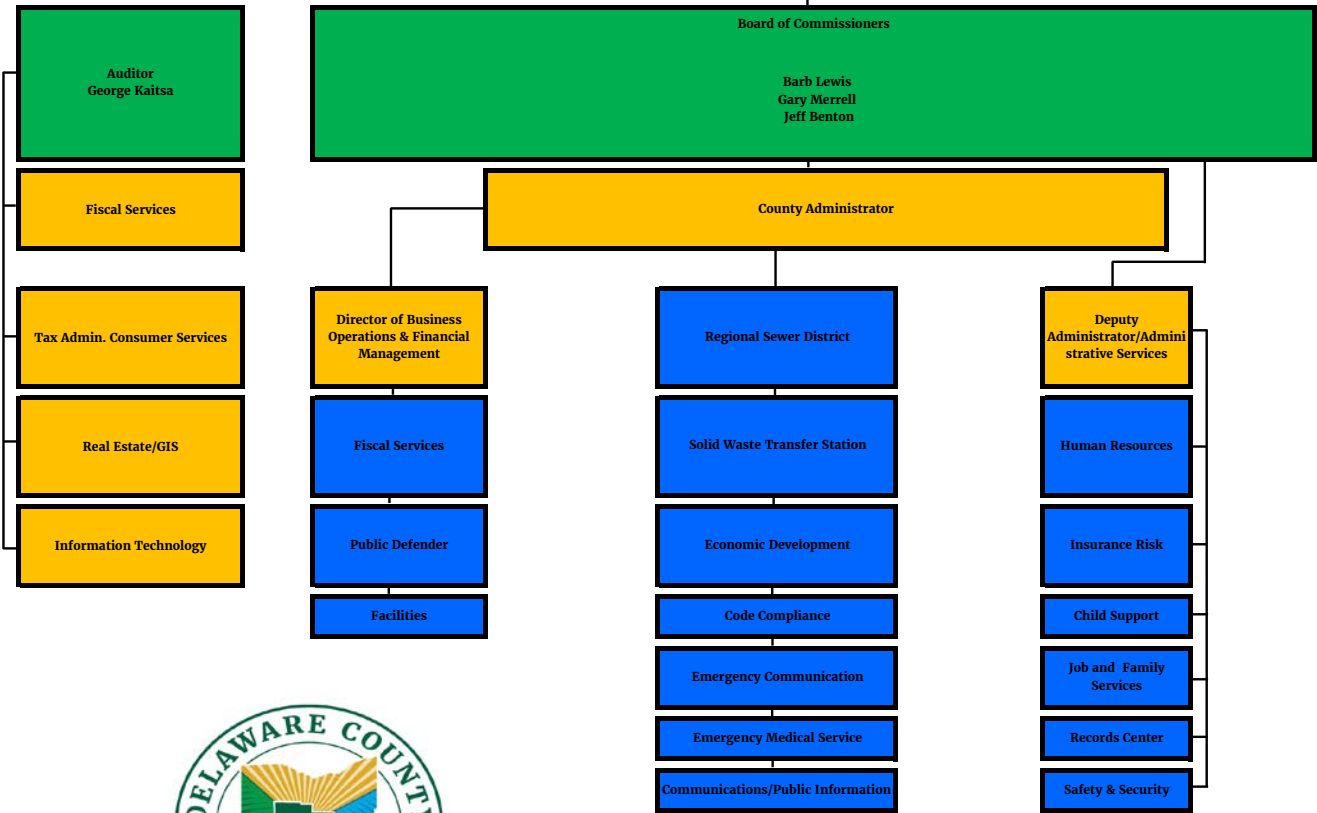 Auditor
George Kaitsa
Fiscal Services
Tax Admin. Consumer Services
Real Estate/GIS
Information Technology
Board of Commissioners
Barb Lewis
Gary Merrell
Jeff Benton
County Administrator
Director of Business
Operations & Financial
Management
Fiscal Services
Public Defender
Facilities
Regional Sewer District
Solid Waste Transfer Station
Economic Development
Code Compliance
Emergency Communication
Emergency Medical Service
Communications/Public Information
Deputy
Administrator/Admini
strative Services
Human Resources
Insurance Risk
Child Support
Job and  Family
Services
Records Center
Safety & Security
DELAWARE COUNTY